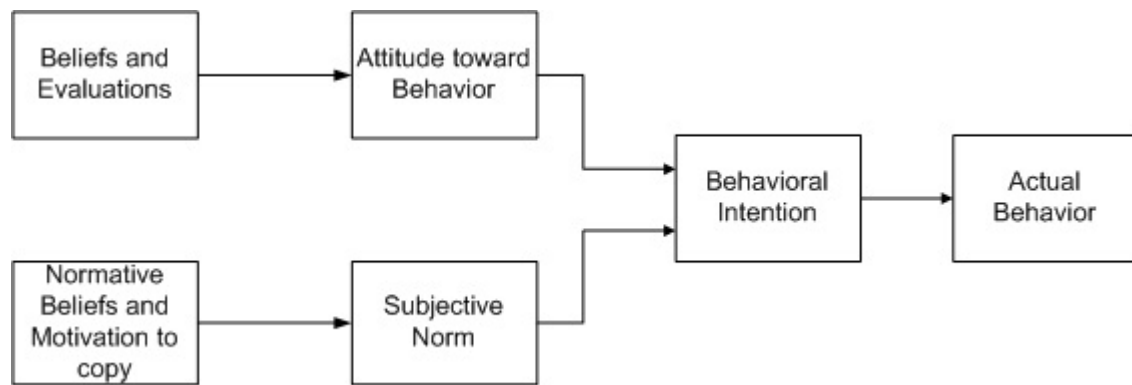 Beliefs and
Evaluations
Attitude toward
Behavior
Behavioral
Intention
Actual
Behavior
Normative
Beliefs and
Motivation to
copy
Subjective
Norm